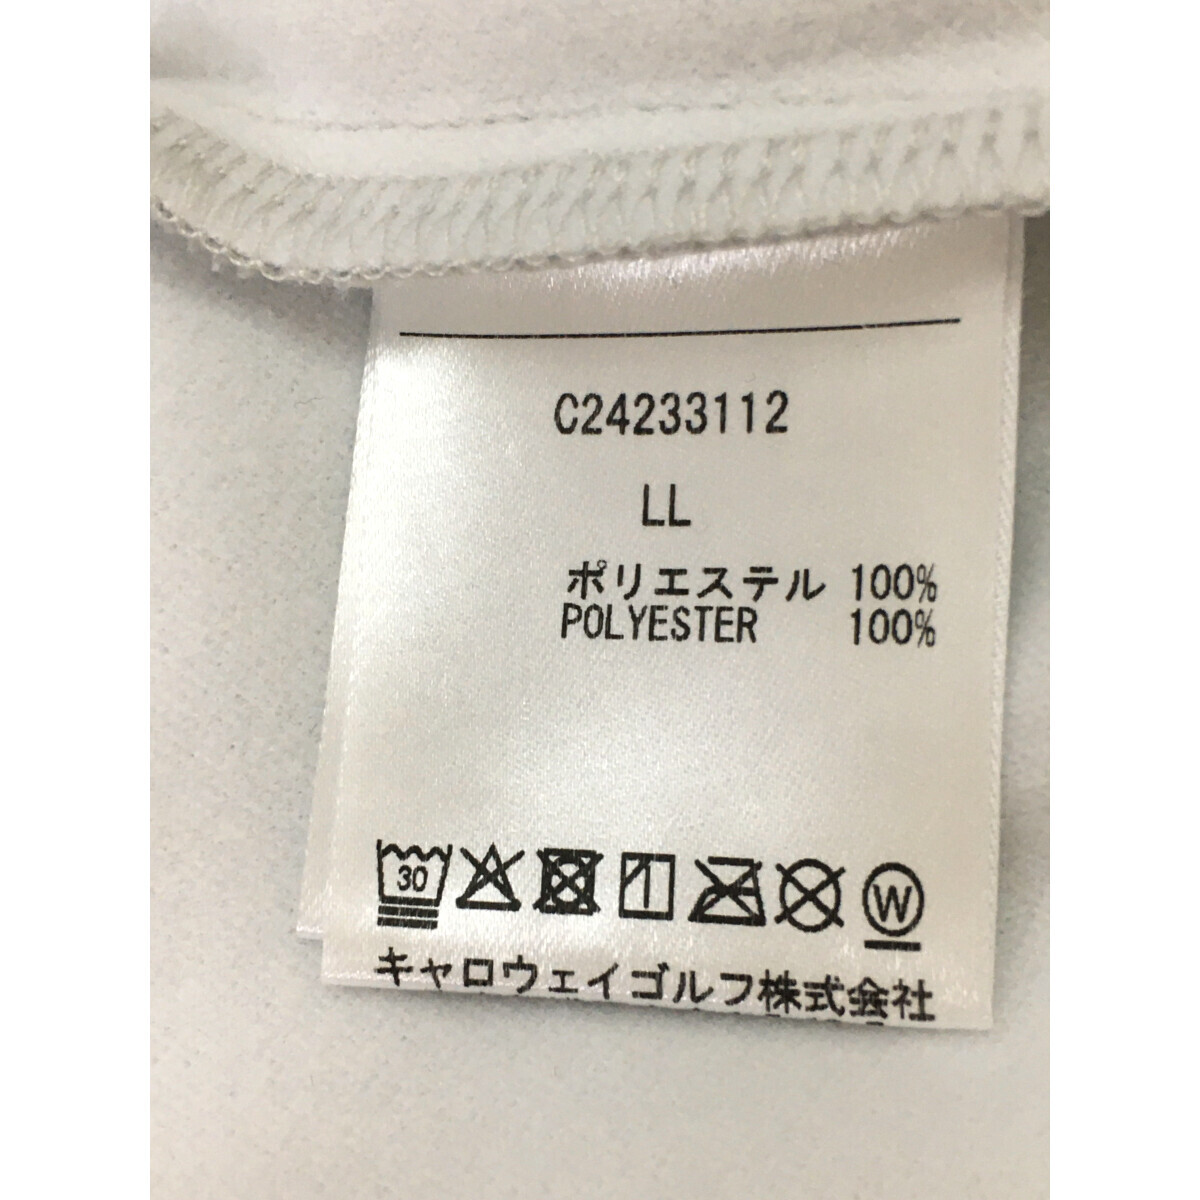 C24233112
LL
ポリエステル 100%
POLYESTER 100%
30 W
キャロウェイゴルフ株式会社